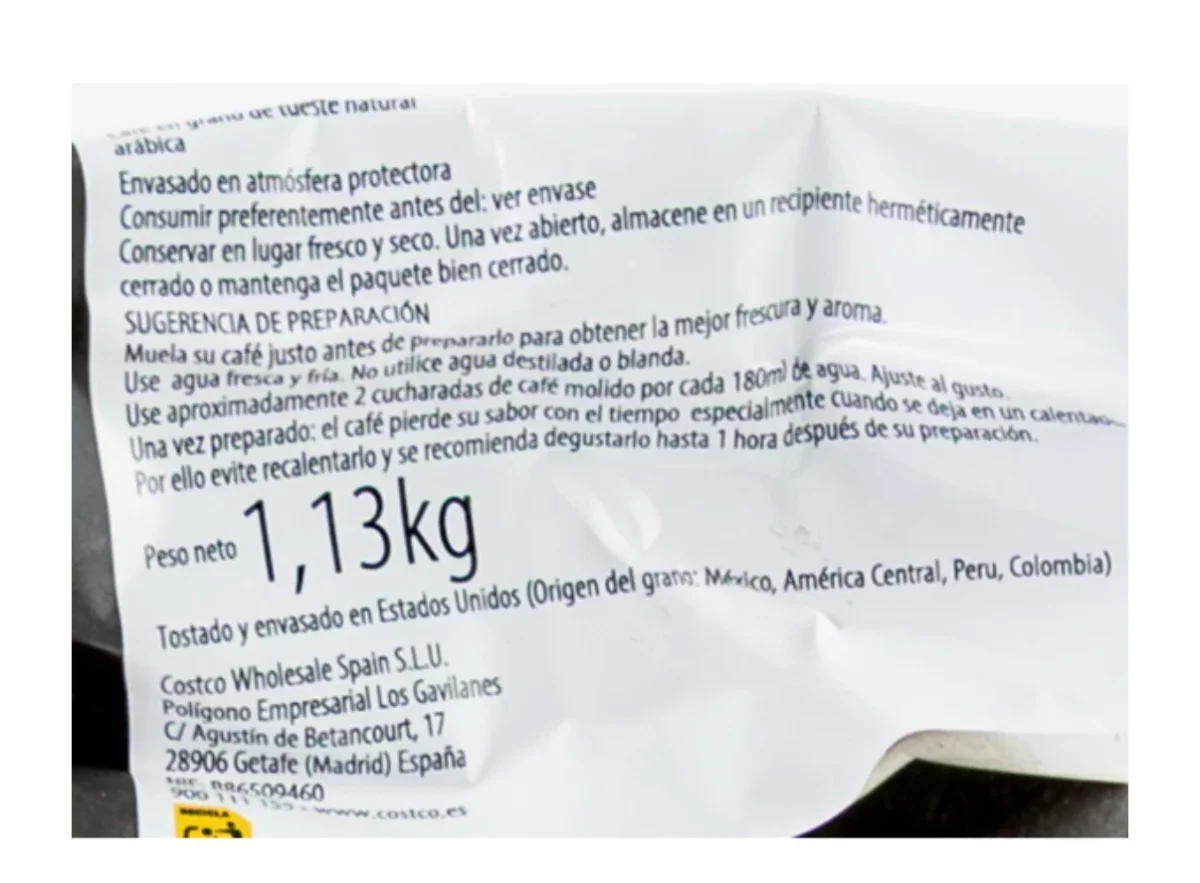 grano de tueste natural
arábica
Envasado en atmósfera protectora
Consumir preferentemente antes del: ver envase
Conservar en lugar fresco y seco. Una vez abierto, almacene en un recipiente herméticamente
cerrado o mantenga el paquete bien cerrado.
SUGERENCIA DE PREPARACIÓN
Muela su café justo antes de prepararlo para obtener la mejor frescura y aroma.
Use agua fresca y fría. No utilice agua destilada o blanda.
Use aproximadamente 2 cucharadas de café molido por cada 180ml de agua. Ajuste al gusto.
Una vez preparado: el café pierde su sabor con el tiempo especialmente cuando se deja en un
Por ello evite recalentarlo y se recomienda degustarlo hasta 1 hora después de su preparación.
Peso neto 1,13kg
Tostado y envasado en Estados Unidos (Origen del grano: México, América Central, Peru, Colombia)
Costco Wholesale Spain S.L.U.
Polígono Empresarial Los Gavilanes
C/ Agustín de Betancourt, 17
28906 Getafe (Madrid) España
www.costco.es
RECICLA